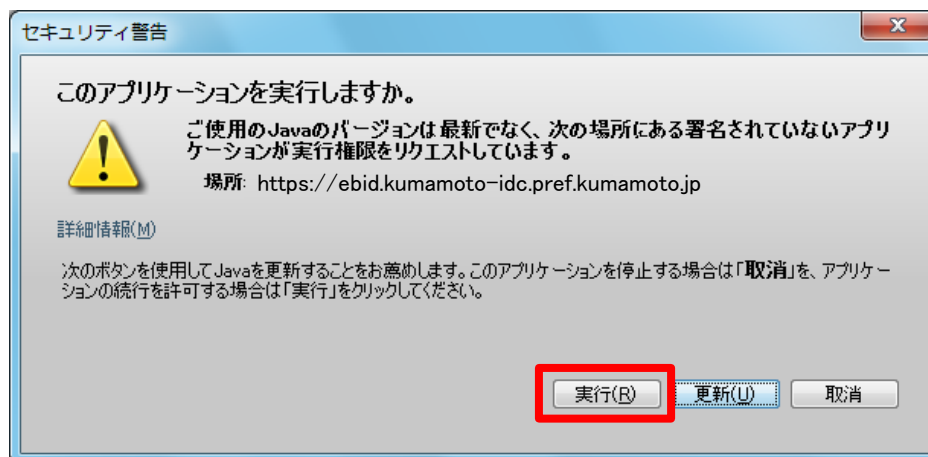 セキュリティ警告
このアプリケーションを実行しますか。
ご使用のJavaのバージョンは最新でなく、次の場所にある署名されていないアプリ
ケーションが実行権限をリクエストしています。
場所: https://ebid.kumamoto-idc.pref.kumamoto.jp
詳細情報(M)
次のボタンを使用してJavaを更新することをお薦めします。このアプリケーションを停止する場合は「取消」を、アプリケー
ションの続行を許可する場合は「実行」をクリックしてください。
実行(R) 更新(U) 取消